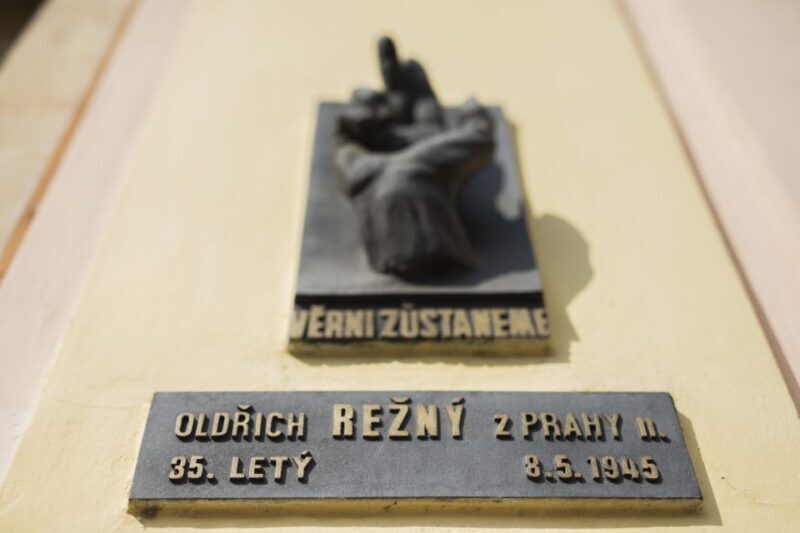 VĚRNI ZŮSTANEME
OLDŘICH REŽNÝ z PRAHY II.
35. LETÝ 8.5.1945